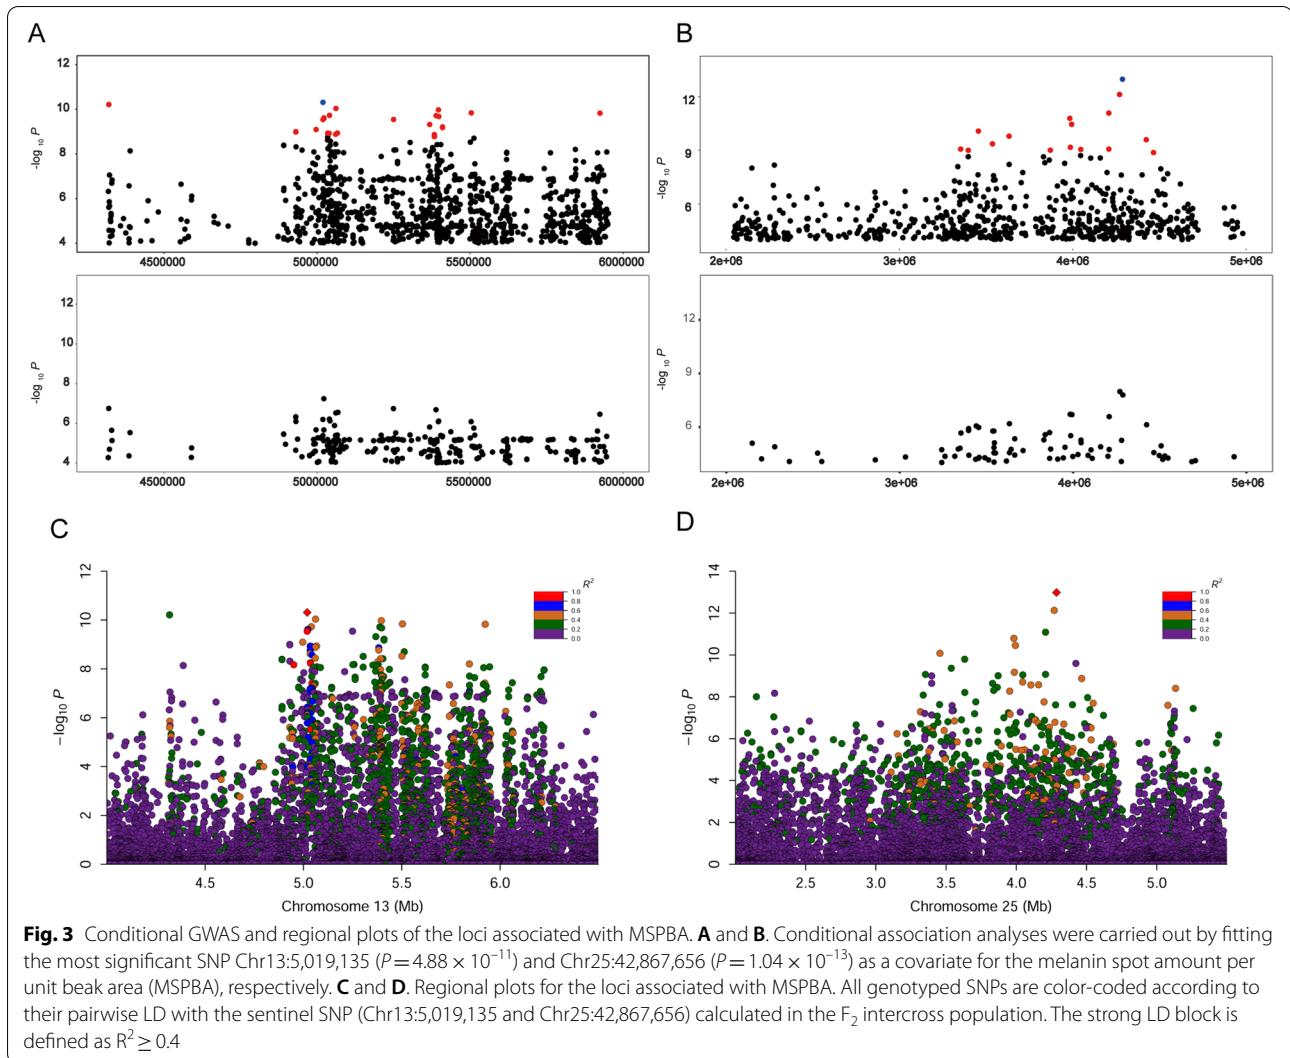 A
12
10
8
6
4
-log 10 P
4500000
5000000
5500000
6000000
12
10
8
6
4
-log 10 P
4500000
5000000
5500000
6000000
B
12
9
6
-log 10 P
2e+06
3e+06
4e+06
5e+06
12
9
6
-log 10 P
2e+06
3e+06
4e+06
5e+06
C
12
10
8
6
4
2
0
−log10 P
R2
1.0
0.8
0.6
0.4
0.2
0.0
4.5
5.0
5.5
6.0
Chromosome 13 (Mb)
D
14
12
10
8
6
4
2
0
−log10 P
R2
1.0
0.8
0.6
0.4
0.2
0.0
2.5
3.0
3.5
4.0
4.5
5.0
Chromosome 25 (Mb)
Fig. 3 Conditional GWAS and regional plots of the loci associated with MSPBA. A and B. Conditional association analyses were carried out by fitting
the most significant SNP Chr13:5,019,135 (P = 4.88 × 10−11) and Chr25:42,867,656 (P = 1.04 × 10−13) as a covariate for the melanin spot amount per
unit beak area (MSPBA), respectively. C and D. Regional plots for the loci associated with MSPBA. All genotyped SNPs are color-coded according to
their pairwise LD with the sentinel SNP (Chr13:5,019,135 and Chr25:42,867,656) calculated in the F2 intercross population. The strong LD block is
defined as R2 ≥ 0.4